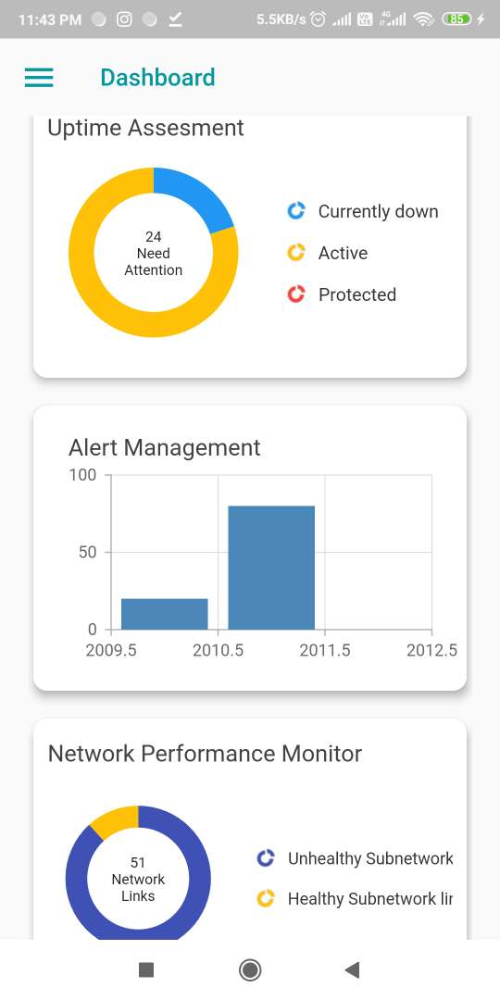 11:43 PM
5.5KB/s
4G
85
Dashboard
Uptime Assesment
24
Need
Attention
Currently down
Active
Protected
Alert Management
100
50
0
2009.5
2010.5
2011.5
2012.5
Network Performance Monitor
51
Network
Links
Unhealthy Subnetwork
Healthy Subnetwork lin